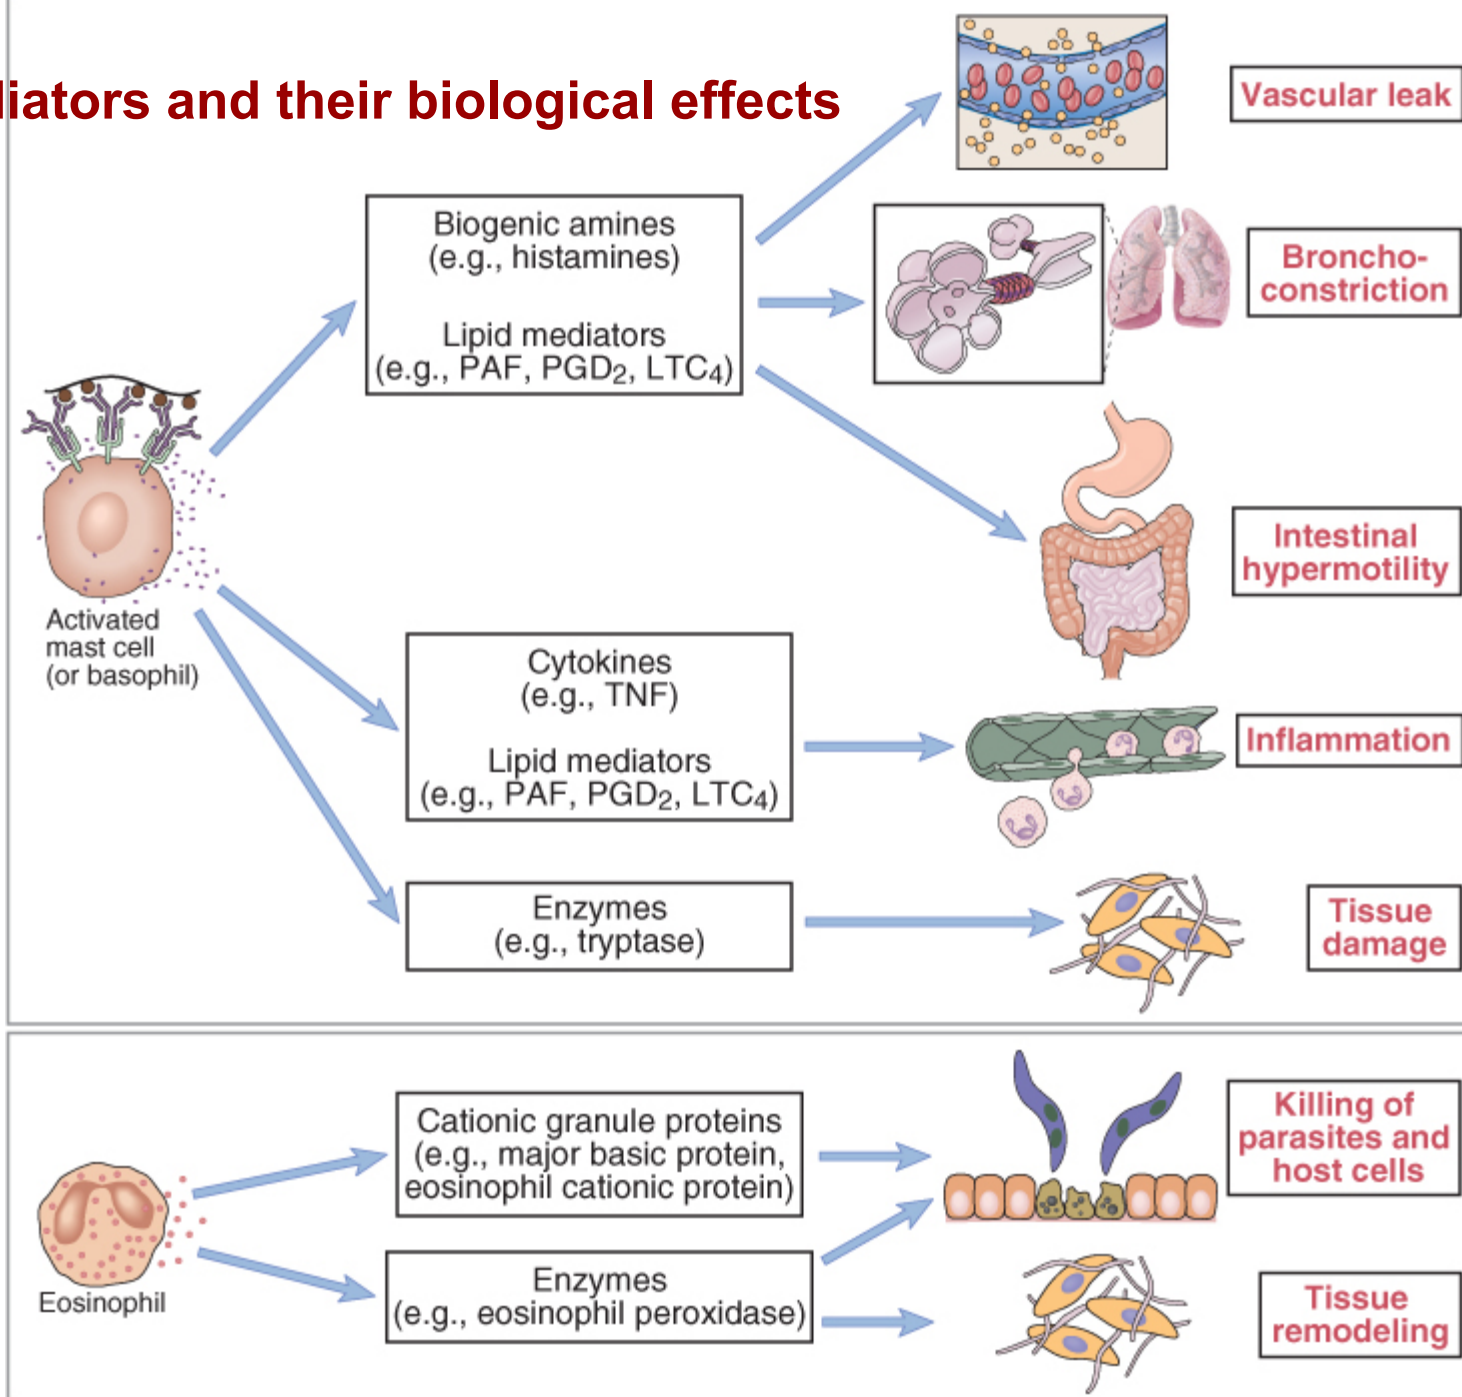 liators and their biological effects
Vascular leak
Biogenic amines
(e.g., histamines)
Lipid mediators
(e.g., PAF, PGD₂, LTC₄)
Broncho-
constriction
Intestinal
hypermotility
Activated
mast cell
(or basophil)
Cytokines
(e.g., TNF)
Lipid mediators
(e.g., PAF, PGD₂, LTC₄)
Inflammation
Enzymes
(e.g., tryptase)
Tissue
damage
Cationic granule proteins
(e.g., major basic protein,
eosinophil cationic protein)
Killing of
parasites and
host cells
Eosinophil
Enzymes
(e.g., eosinophil peroxidase)
Tissue
remodeling